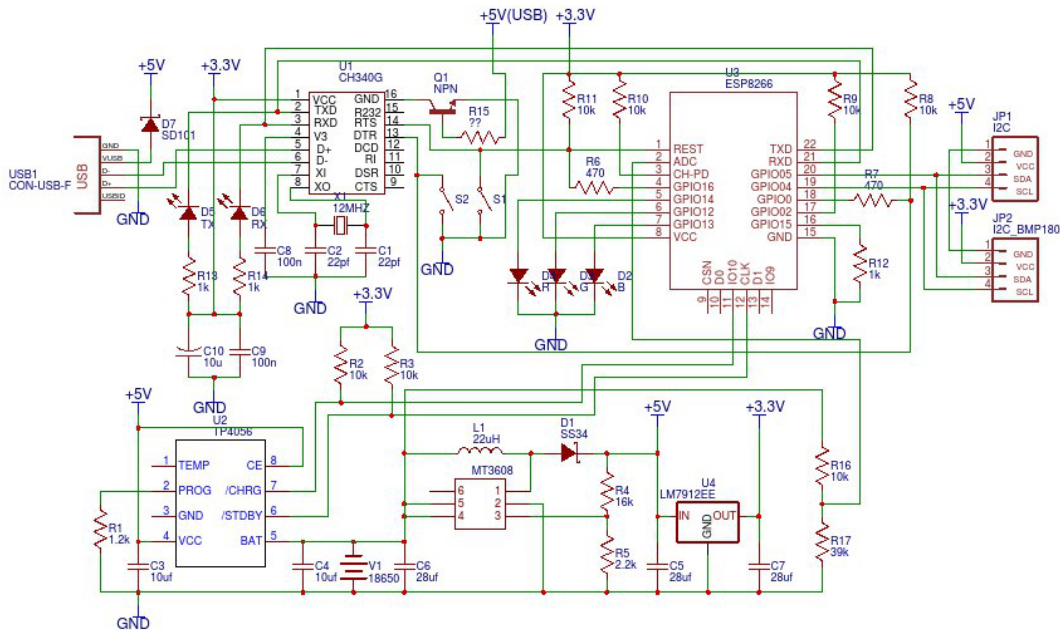 +5V(USB) +3.3V
+5V +3.3V
U1
CH340G
1 VCC GND 16
2 TXD R232 15
3 RXD RTS 14
4 V3 DTR 13
5 D+ DCD 12
6 D- RI 11
7 XI DSR 10
8 XO CTS 9
Q1
NPN
R15
??
D7
SD101
GND
VUSB
D-
D+
USBID
USB
USB1
CON-USB-F
GND
D5
TX
D6
RX
X1
12MHZ
C8
100n
C2
22pf
C1
22pf
GND
S2
S1
GND
R13
1k
R14
1k
C10
10u
C9
100n
GND
R11
10k
R10
10k
U3
ESP8266
R9
10k
R8
10k
R6
470
R7
470
1 REST TXD 22
2 ADC RXD 21
3 CH-PD GPIO05 20
4 GPIO16 GPIO04 19
5 GPIO14 GPIO0 18
6 GPIO12 GPIO02 17
7 GPIO13 GPIO15 16
8 VCC GND 15
CSN D0 IO10 CLK D1 IO9
9 10 11 12 13 14
R
G
D2
B
GND
R12
1k
GND
+5V
JP1
I2C
1 GND
2 VCC
3 SDA
4 SCL
+3.3V
JP2
I2C_BMP180
1 GND
2 VCC
3 SDA
4 SCL
+3.3V
R2
10k
R3
10k
+5V
U2
TP4056
1 TEMP CE 8
2 PROG /CHRG 7
3 GND /STDBY 6
4 VCC BAT 5
R1
1.2k
C3
10uf
GND
C4
10uf
V1
18650
C6
28uf
L1
22uH
MT3608
6 1
5 2
4 3
D1
SS34
R4
16k
R5
2.2k
+5V
C5
28uf
U4
LM7912EE
IN OUT
GND
+3.3V
C7
28uf
R16
10k
R17
39k